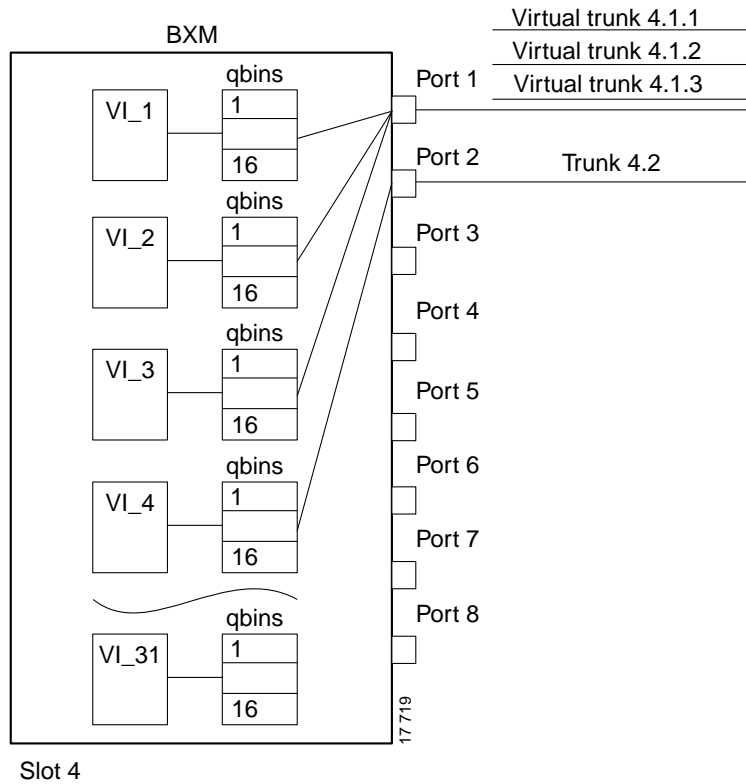 Virtual trunk 4.1.1
BXM
Virtual trunk 4.1.2
qbins
Port 1
Virtual trunk 4.1.3
VI_1
1
16
Port 2
Trunk 4.2
qbins
VI_2
1
16
Port 3
Port 4
qbins
VI_3
1
16
Port 5
qbins
VI_4
1
16
Port 6
Port 7
qbins
Port 8
VI_31
1
16
17 719
Slot 4